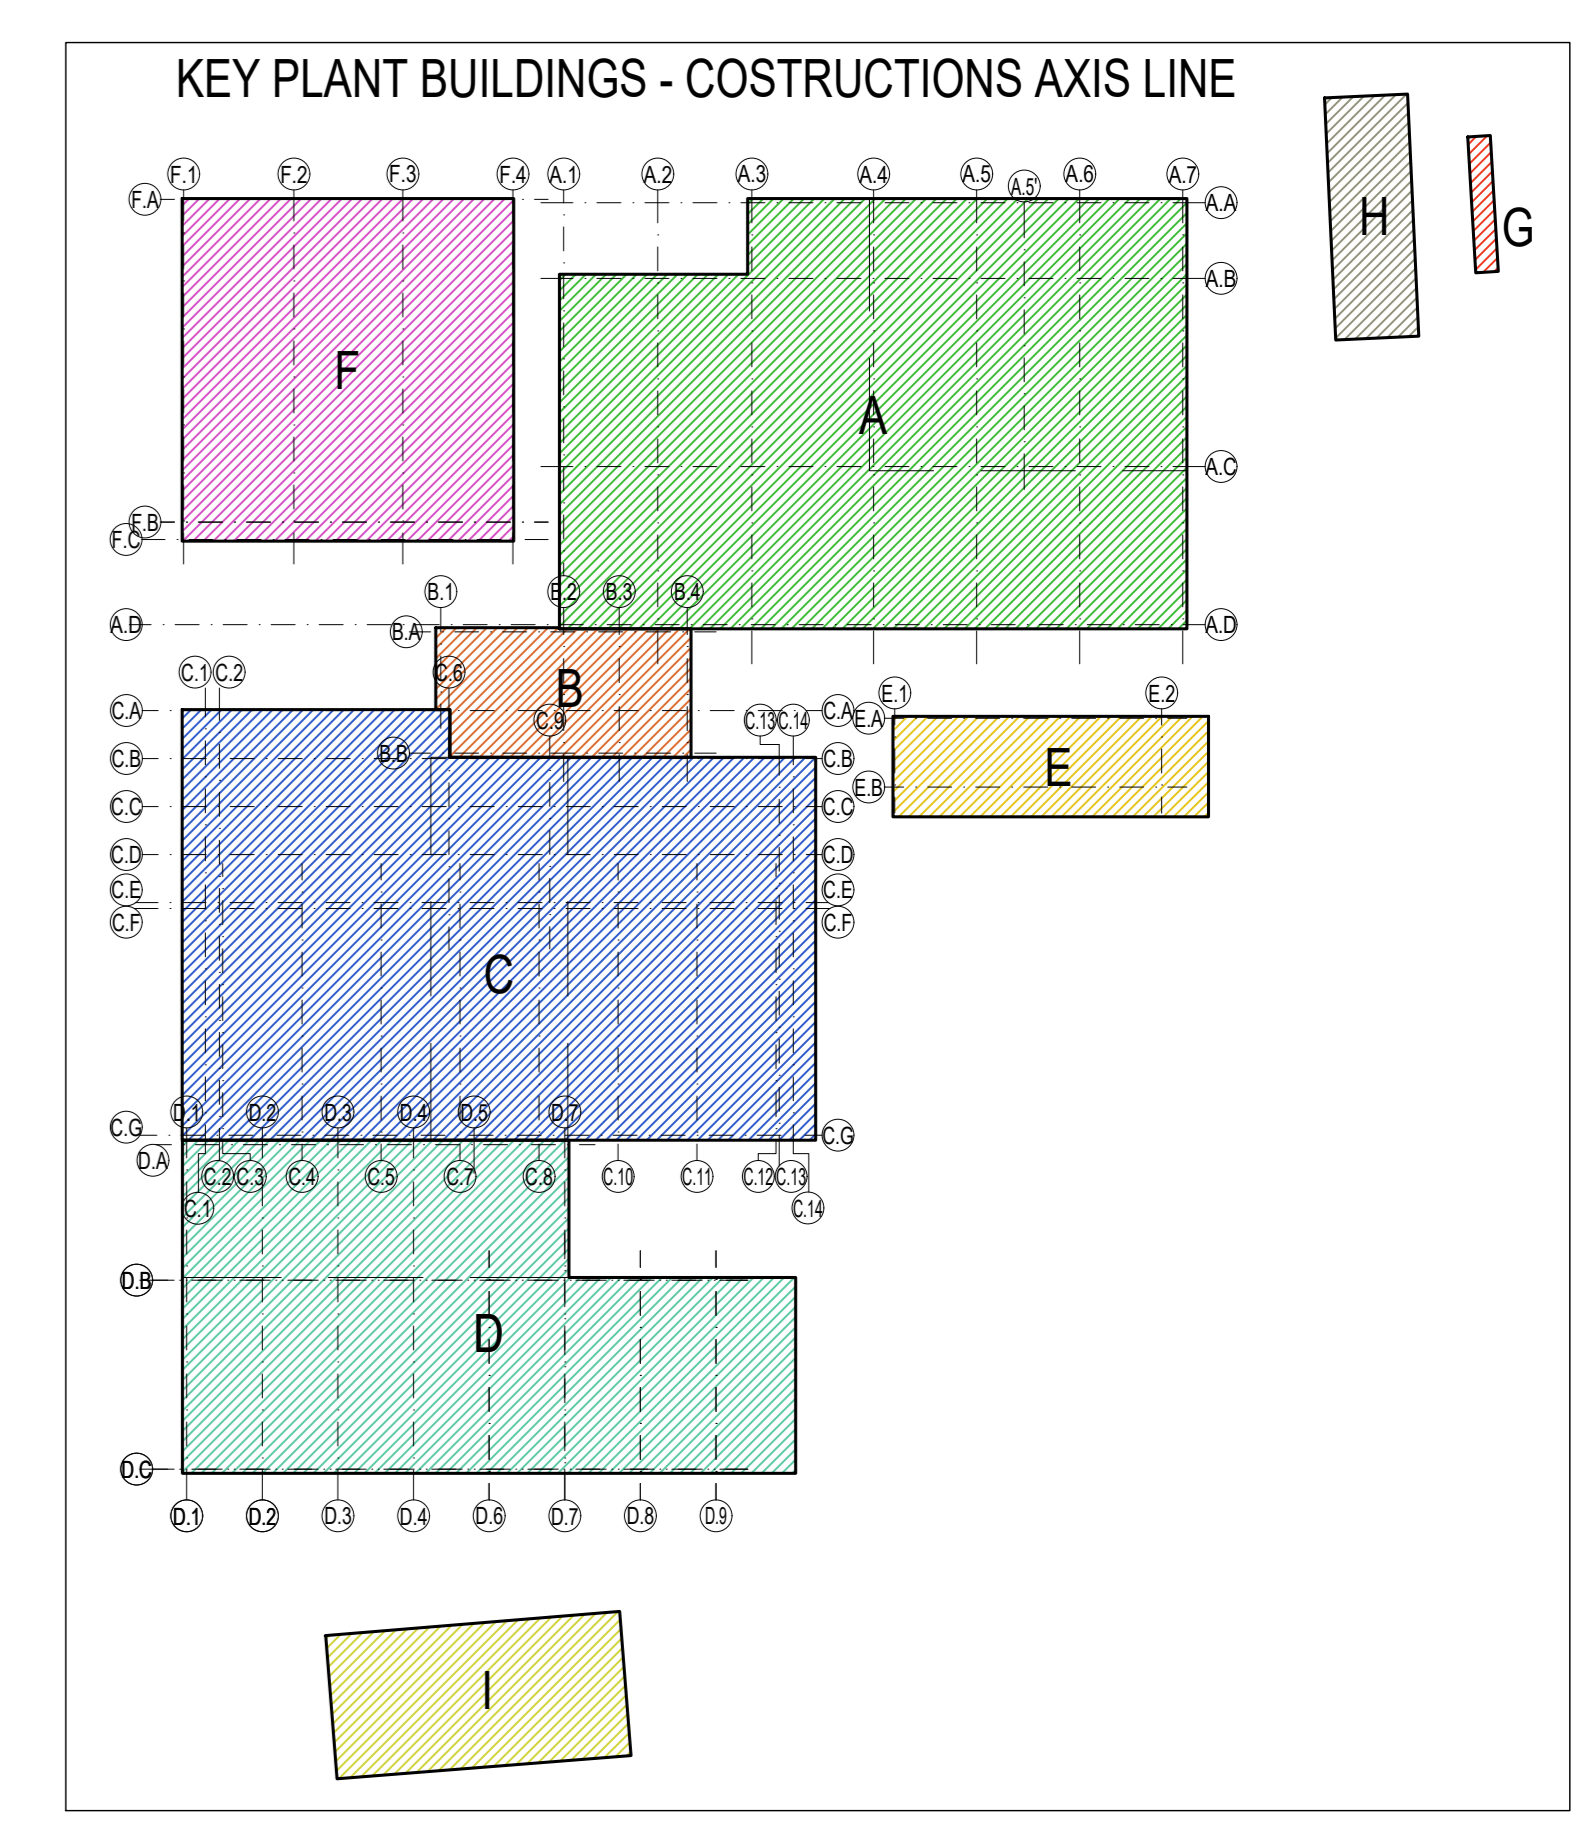 KEY PLANT BUILDINGS - COSTRUCTIONS AXIS LINE
F.1 F.2 F.3 F.4 A.1 A.2 A.3 A.4 A.5 A.5' A.6 A.7
F.A A.A
H G
A.B
F
A
A.C
F.B
F.C
B.1 B.2 B.3 B.4
A.D B.A A.D
C.1 C.2 C.6 B
E.1 E.2
C.A C.9 C.13 C.14 C.A E.A
C.B B.B C.B E
E.B
C.C C.C
C.D C.D
C.E C.E
C.F C.F
C
D.1 D.2 D.3 D.4 D.5 D.7
C.G C.G
D.A
C.2 C.3 C.4 C.5 C.7 C.8 C.10 C.11 C.12 C.13
C.1 C.14
D.B
D
D.C
D.1 D.2 D.3 D.4 D.6 D.7 D.8 D.9
I